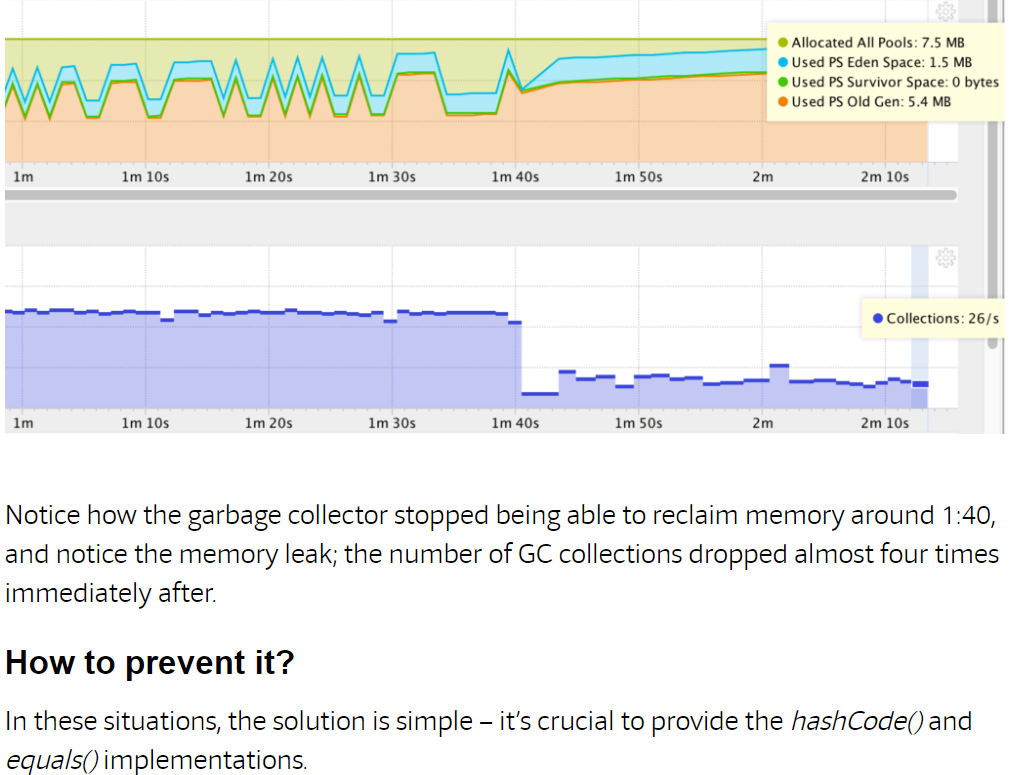 Allocated All Pools: 7.5 MB
Used PS Eden Space: 1.5 MB
Used PS Survivor Space: 0 bytes
Used PS Old Gen: 5.4 MB
1m 1m 10s 1m 20s 1m 30s 1m 40s 1m 50s 2m 2m 10s
Collections: 26/s
1m 1m 10s 1m 20s 1m 30s 1m 40s 1m 50s 2m 2m 10s
Notice how the garbage collector stopped being able to reclaim memory around 1:40,
and notice the memory leak; the number of GC collections dropped almost four times
immediately after.
How to prevent it?
In these situations, the solution is simple – it’s crucial to provide the hashCode() and
equals() implementations.